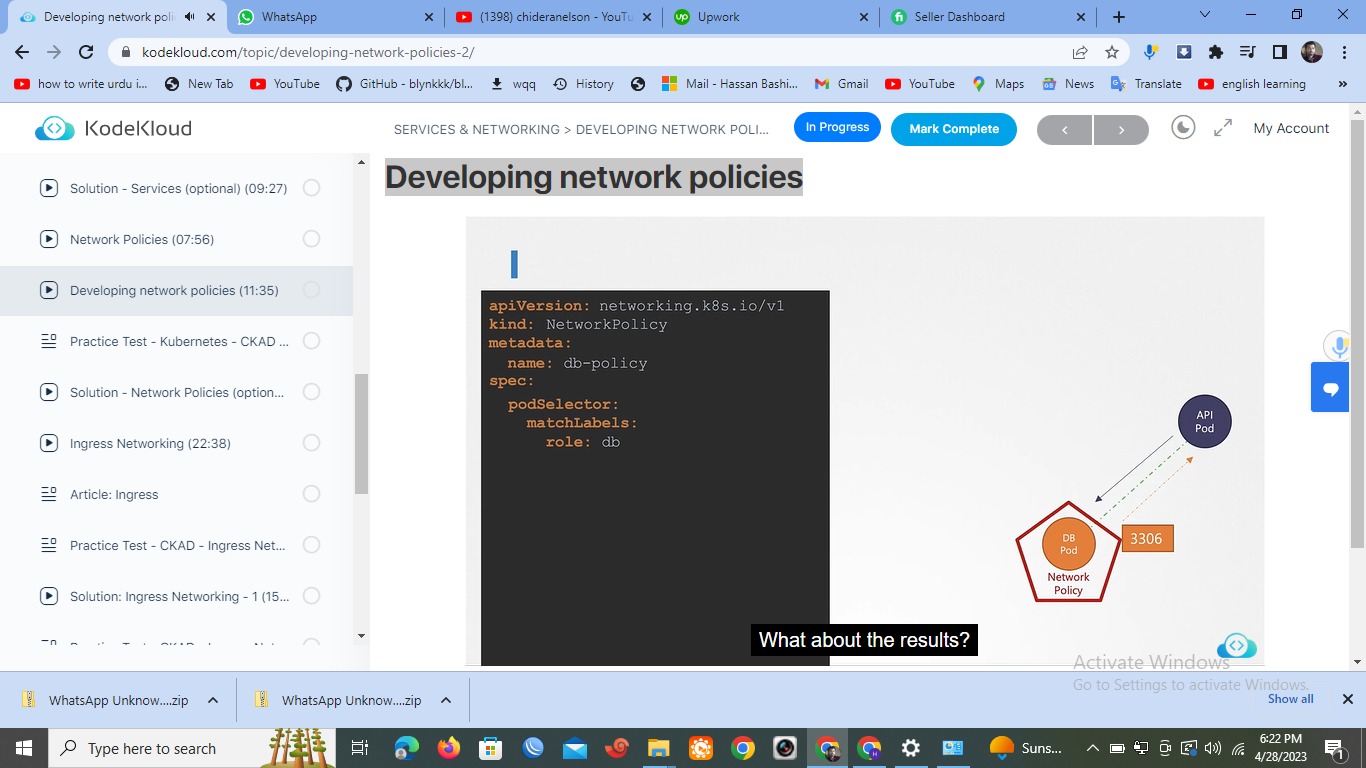 Developing network poli
WhatsApp
(1398) chideranelson - YouTu
Upwork
Seller Dashboard
kodekloud.com/topic/developing-network-policies-2/
how to write urdu i...
New Tab
YouTube
GitHub - blynkkk/bl...
wqq
History
Mail - Hassan Bashi...
Gmail
YouTube
Maps
News
Translate
english learning
»
KodeKloud
SERVICES & NETWORKING > DEVELOPING NETWORK POLI...
In Progress
Mark Complete
My Account
Solution - Services (optional) (09:27)
Network Policies (07:56)
Developing network policies (11:35)
Practice Test - Kubernetes - CKAD ...
Solution - Network Policies (option...
Ingress Networking (22:38)
Article: Ingress
Practice Test - CKAD - Ingress Net...
Solution: Ingress Networking - 1 (15...
Developing network policies
apiVersion: networking.k8s.io/v1
kind: NetworkPolicy
metadata:
name: db-policy
spec:
podSelector:
matchLabels:
role: db
API
Pod
DB
Pod
3306
Network
Policy
What about the results?
Activate Windows
Go to Settings to activate Windows.
WhatsApp Unknow....zip
WhatsApp Unknow....zip
Show all
Type here to search
Suns...
6:22 PM
4/28/2023
1